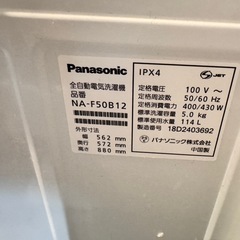 Panasonic
全自動電気洗濯機
品番
NA-F50B12
外形寸法
幅 562 mm
奥行 572 mm
高さ 880 mm
IPX4
JET
定格電圧 100 V ~
定格周波数 50/60 Hz
定格消費電力 400/430 W
標準洗濯容量 5.0 kg
標準使用水量 114 L
製造番号 18D2403692
パナソニック株式会社
中国製